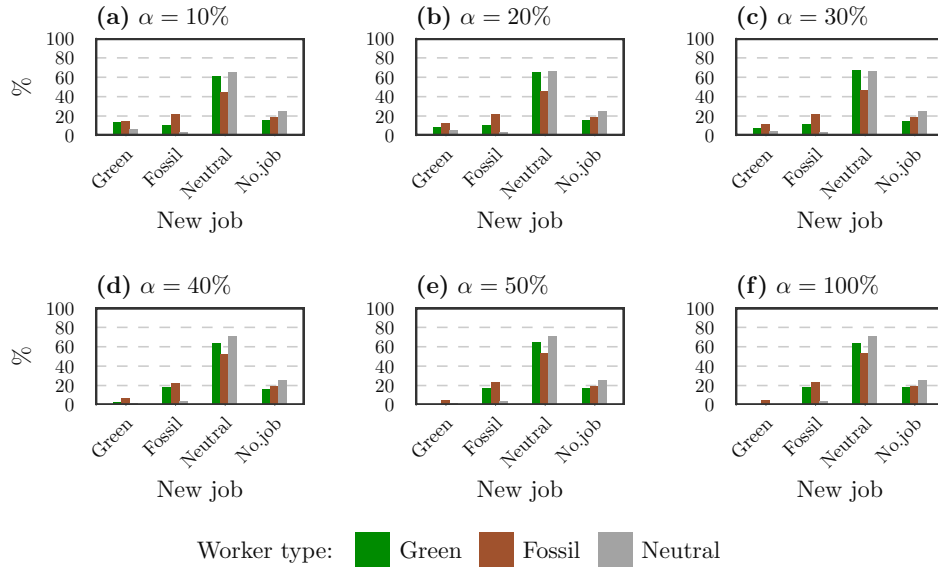 (a) α = 10%
(b) α = 20%
(c) α = 30%
%
100
80
60
40
20
0
100
80
60
40
20
0
100
80
60
40
20
0
Green
Fossil
Neutral
No.job
Green
Fossil
Neutral
No.job
Green
Fossil
Neutral
No.job
New job
New job
New job
(d) α = 40%
(e) α = 50%
(f) α = 100%
%
100
80
60
40
20
0
100
80
60
40
20
0
100
80
60
40
20
0
Green
Fossil
Neutral
No.job
Green
Fossil
Neutral
No.job
Green
Fossil
Neutral
No.job
New job
New job
New job
Worker type: Green Fossil Neutral